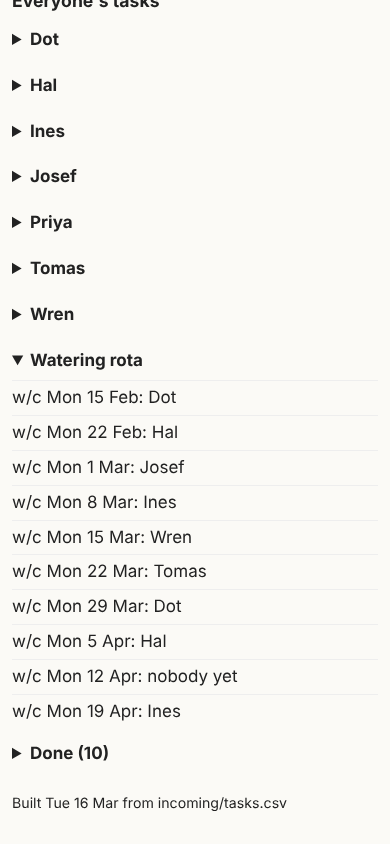 Everyone's tasks
Dot
Hal
Ines
Josef
Priya
Tomas
Wren
Watering rota
w/c Mon 15 Feb: Dot
w/c Mon 22 Feb: Hal
w/c Mon 1 Mar: Josef
w/c Mon 8 Mar: Ines
w/c Mon 15 Mar: Wren
w/c Mon 22 Mar: Tomas
w/c Mon 29 Mar: Dot
w/c Mon 5 Apr: Hal
w/c Mon 12 Apr: nobody yet
w/c Mon 19 Apr: Ines
Done (10)
Built Tue 16 Mar from incoming/tasks.csv